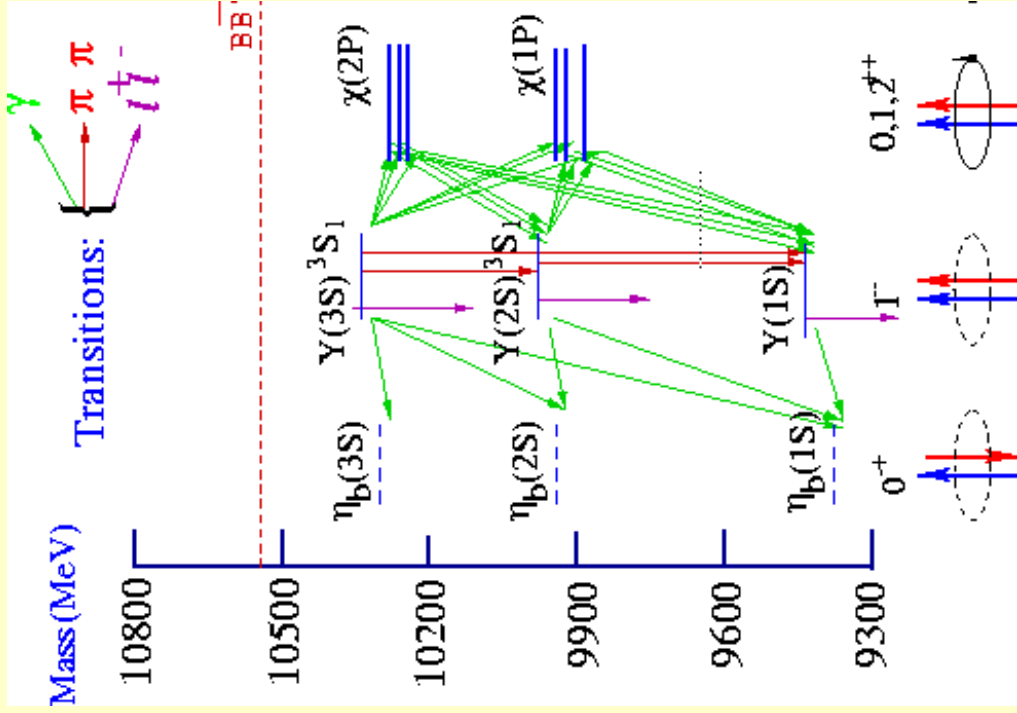 Mass(MeV)
Transitions:
γ
π π
l⁺l⁻
10800
10500
10200
9900
9600
9300
BB̄
Υ(3S) ³S₁
Υ(2S) ³S₁
Υ(1S)
χ(2P)
χ(1P)
η_b(3S)
η_b(2S)
η_b(1S)
0⁻⁺
1⁻⁻
0,1,2⁺⁺